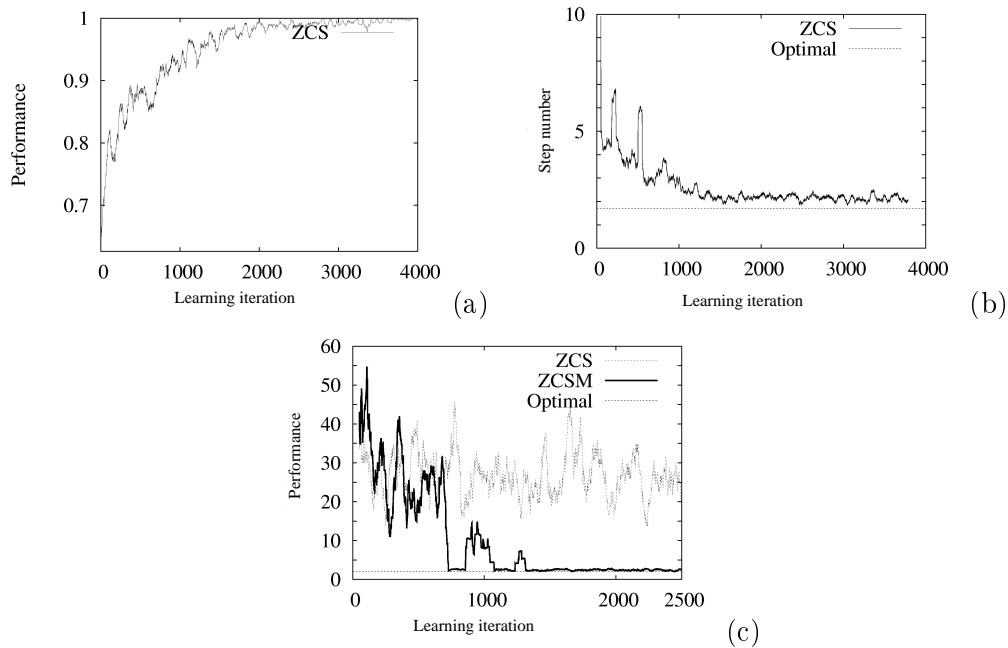 1
0.9
0.8
0.7
Performance
ZCS
0 1000 2000 3000 4000
Learning iteration
(a)
10
5
0
Step number
ZCS
Optimal
0 1000 2000 3000 4000
Learning iteration
(b)
60
50
40
30
20
10
0
Performance
ZCS
ZCSM
Optimal
0 1000 2000 2500
Learning iteration
(c)